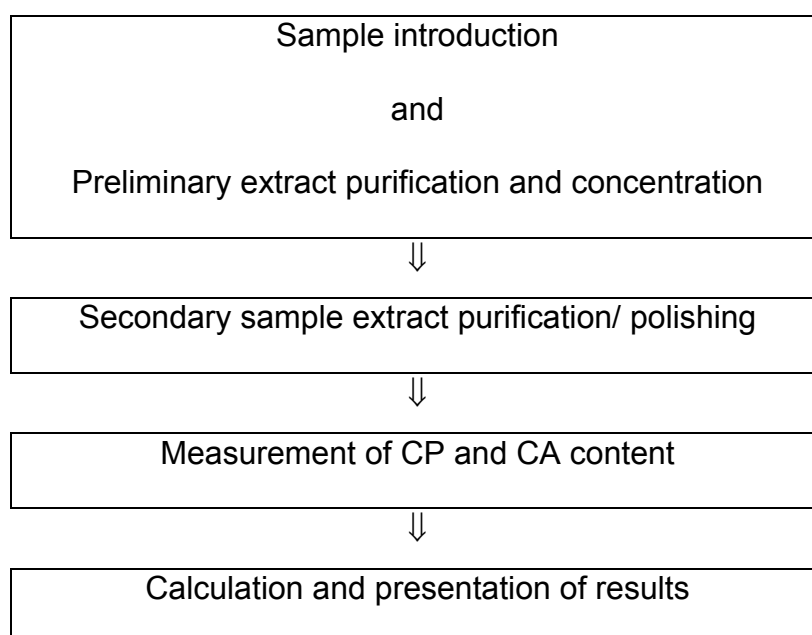 Sample introduction
and
Preliminary extract purification and concentration
⇓
Secondary sample extract purification/ polishing
⇓
Measurement of CP and CA content
⇓
Calculation and presentation of results